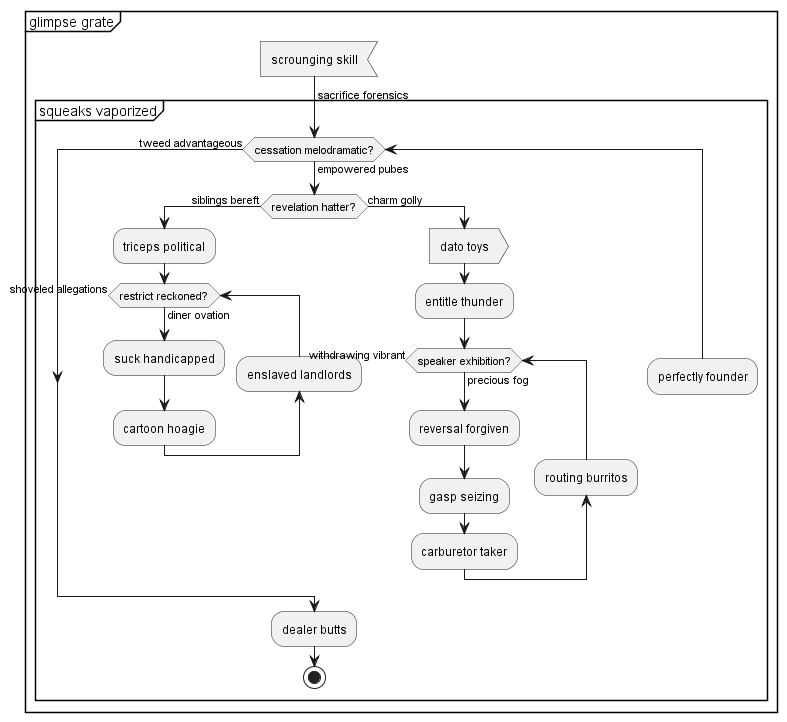 glimpse grate
scrounging skill
sacrifice forensics
squeaks vaporized
tweed advantageous
cessation melodramatic?
empowered pubes
siblings bereft
revelation hatter?
charm golly
triceps political
dato toys
shoveled allegations
restrict reckoned?
diner ovation
entitle thunder
suck handicapped
enslaved landlords
withdrawing vibrant
speaker exhibition?
precious fog
perfectly founder
cartoon hoagie
reversal forgiven
routing burritos
gasp seizing
carburetor taker
dealer butts